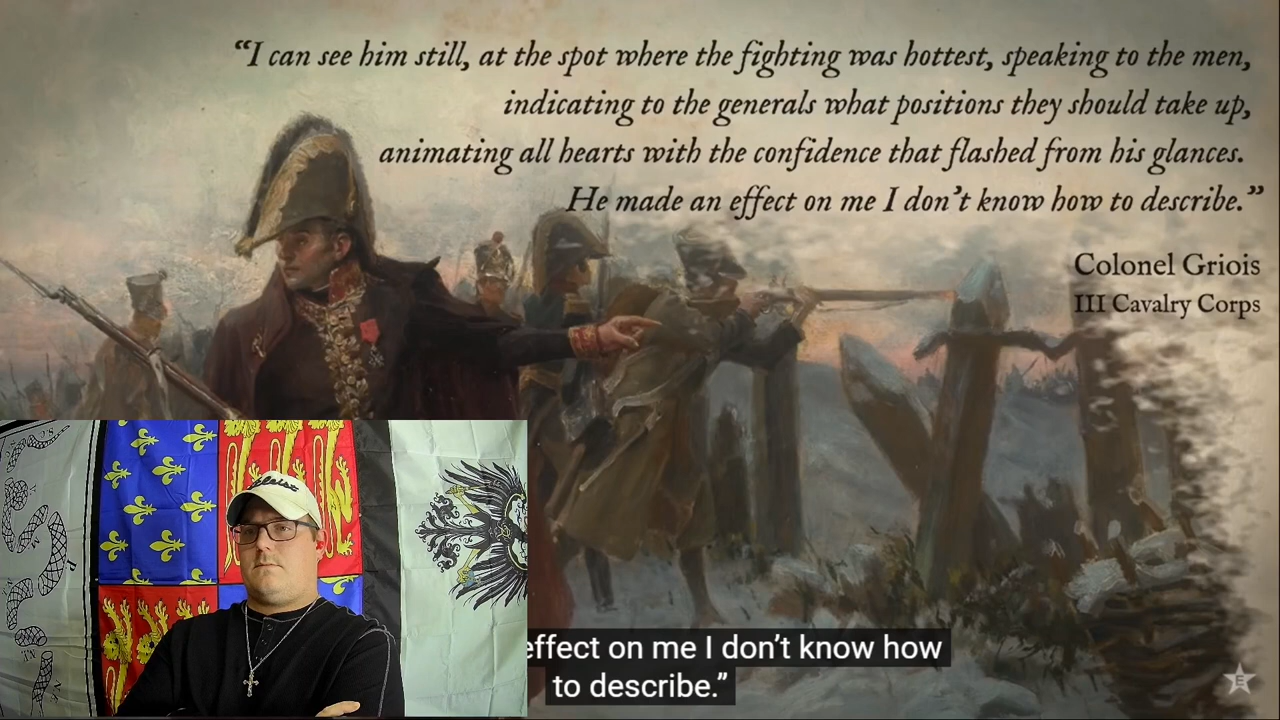 “I can see him still, at the spot where the fighting was hottest, speaking to the men,
indicating to the generals what positions they should take up,
animating all hearts with the confidence that flashed from his glances.
He made an effect on me I don’t know how to describe.”
Colonel Griois
III Cavalry Corps
effect on me I don’t know how
to describe.”
E